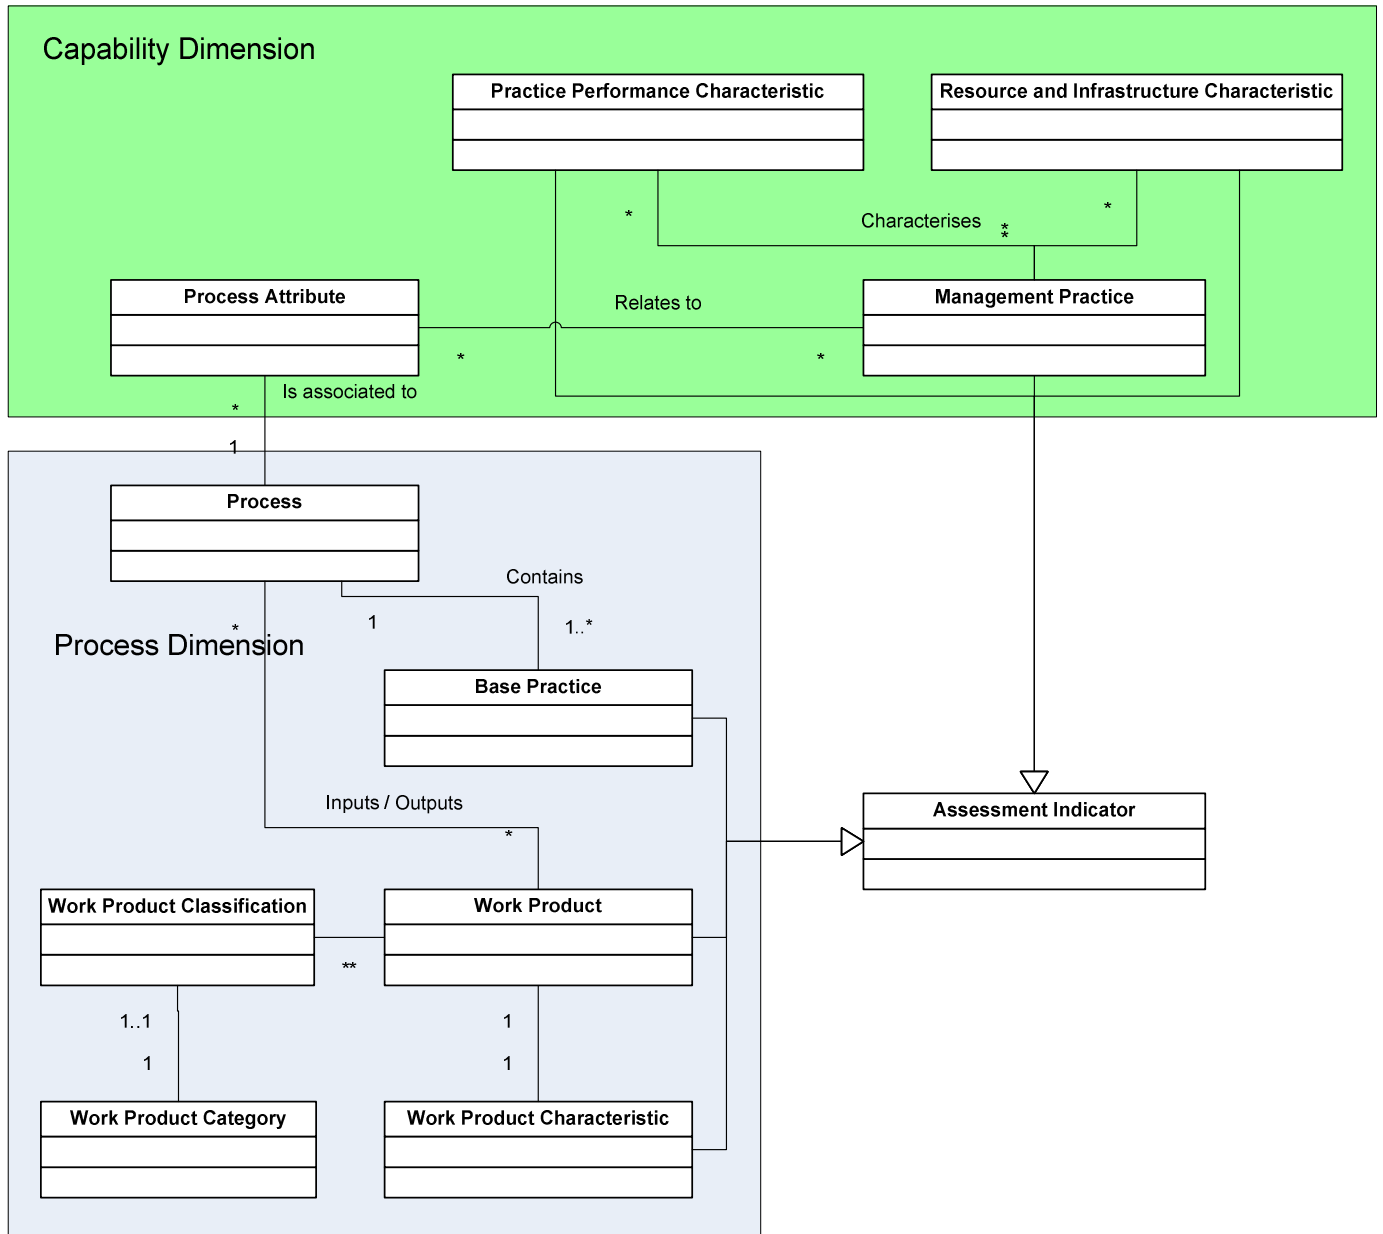 Capability Dimension
Practice Performance Characteristic
Resource and Infrastructure Characteristic
*
*
Characterises
*
*
Process Attribute
Management Practice
Relates to
*
*
Is associated to
*
1
Process
Contains
1
1..*
*
Process Dimension
Base Practice
Inputs / Outputs
*
Assessment Indicator
Work Product Classification
Work Product
**
1..1
1
1
1
Work Product Category
Work Product Characteristic